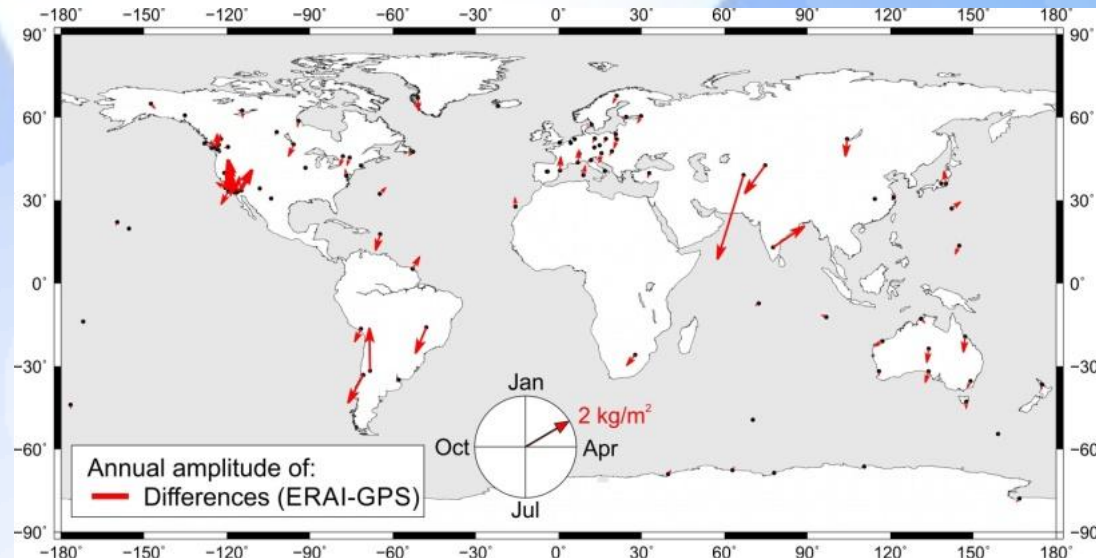 −180˚ −150˚ −120˚ −90˚ −60˚ −30˚ 0˚ 30˚ 60˚ 90˚ 120˚ 150˚ 180˚
90˚ 90˚
60˚ 60˚
30˚ 30˚
0˚ 0˚
−30˚ −30˚
Jan
2 kg/m²
Oct Apr
−60˚ −60˚
Annual amplitude of:
Differences (ERAI-GPS)
Jul
−90˚ −90˚
−180˚ −150˚ −120˚ −90˚ −60˚ −30˚ 0˚ 30˚ 60˚ 90˚ 120˚ 150˚ 180˚